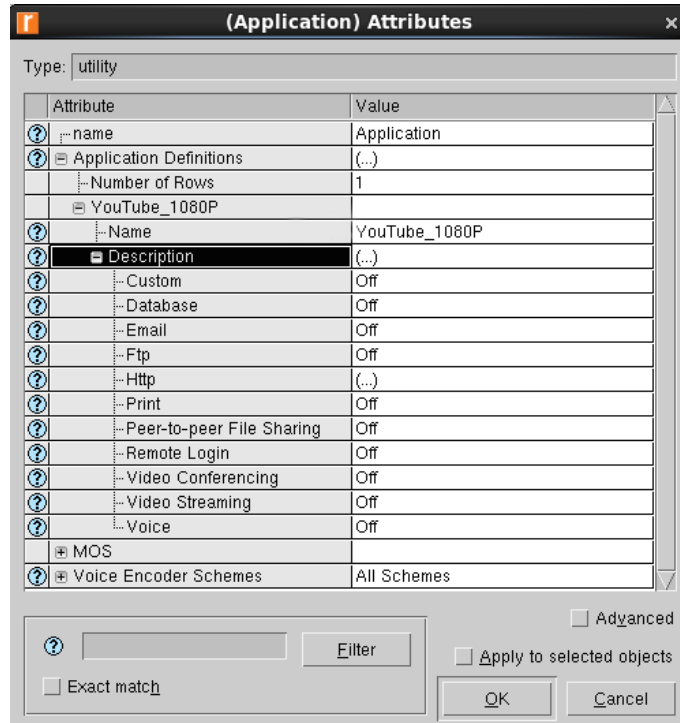 (Application) Attributes
Type: utility
Attribute Value
name Application
Application Definitions (...)
Number of Rows 1
YouTube_1080P
Name YouTube_1080P
Description (...)
Custom Off
Database Off
Email Off
Ftp Off
Http (...)
Print Off
Peer-to-peer File Sharing Off
Remote Login Off
Video Conferencing Off
Video Streaming Off
Voice Off
MOS
Voice Encoder Schemes All Schemes
Advanced
Filter
Apply to selected objects
Exact match
OK Cancel